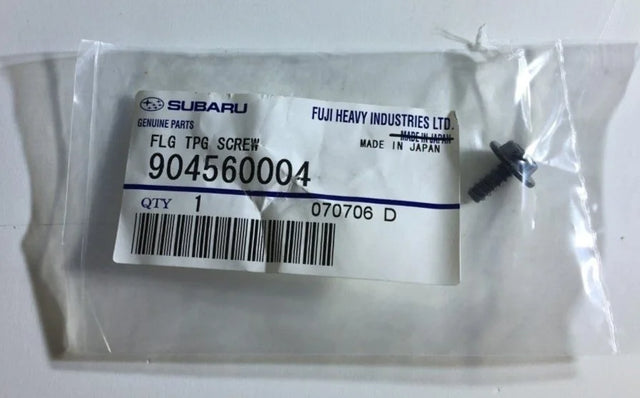 SUBARU
FUJI HEAVY INDUSTRIES LTD.
GENUINE PARTS
MADE IN JAPAN
FLG TPG SCREW
MADE IN JAPAN
904560004
QTY 1
070706 D